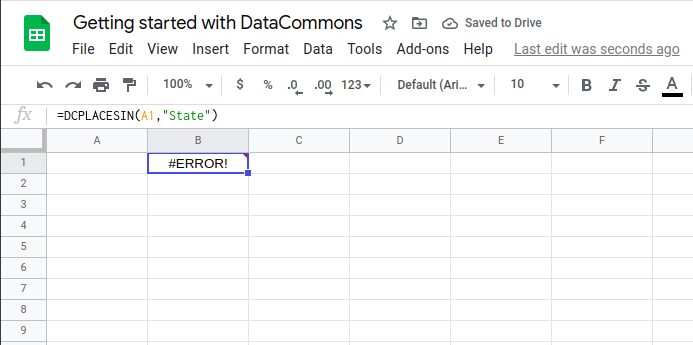 Getting started with DataCommons Saved to Drive
File Edit View Insert Format Data Tools Add-ons Help Last edit was seconds ago
100% $ % .0 .00 123 Default (Ari... 10 B I S A
fx =DCPLACESIN(A1,"State")
A B C D E F
1 #ERROR!
2
3
4
5
6
7
8
9